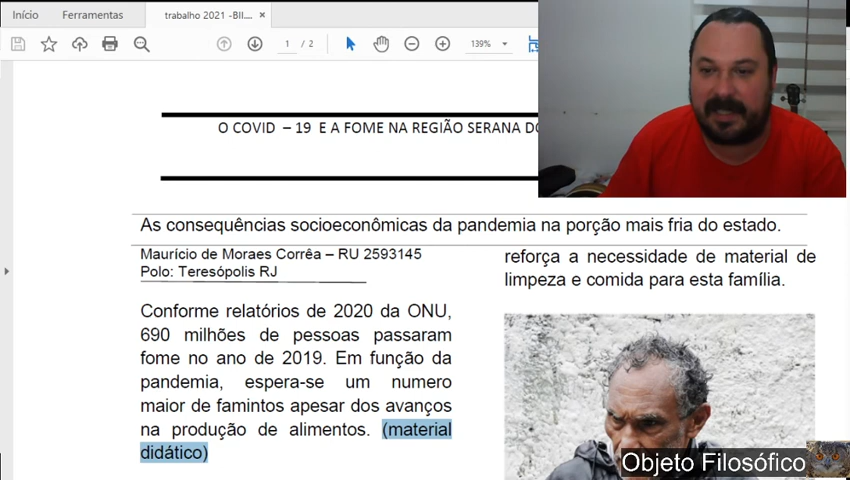 Início
Ferramentas
trabalho 2021 -BII....
×
1 / 2
139%
O COVID – 19 E A FOME NA REGIÃO SERANA DO
As consequências socioeconômicas da pandemia na porção mais fria do estado.
Maurício de Moraes Corrêa – RU 2593145
Polo: Teresópolis RJ
Conforme relatórios de 2020 da ONU,
690 milhões de pessoas passaram
fome no ano de 2019. Em função da
pandemia, espera-se um numero
maior de famintos apesar dos avanços
na produção de alimentos. (material
didático)
reforça a necessidade de material de
limpeza e comida para esta família.
Objeto Filosófico